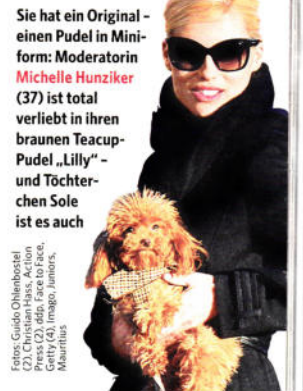 Sie hat ein Original –
einen Pudel in Mini-
form: Moderatorin
Michelle Hunziker
(37) ist total
verliebt in ihren
braunen Teacup-
Pudel „Lilly“ –
und Töchter-
chen Sole
ist es auch
Fotos: Guido Ohlenbostel
(2), Christian Hass, Action
Press (2), ddp, Face to Face,
Getty (4), Imago, Juniors,
Mauritius